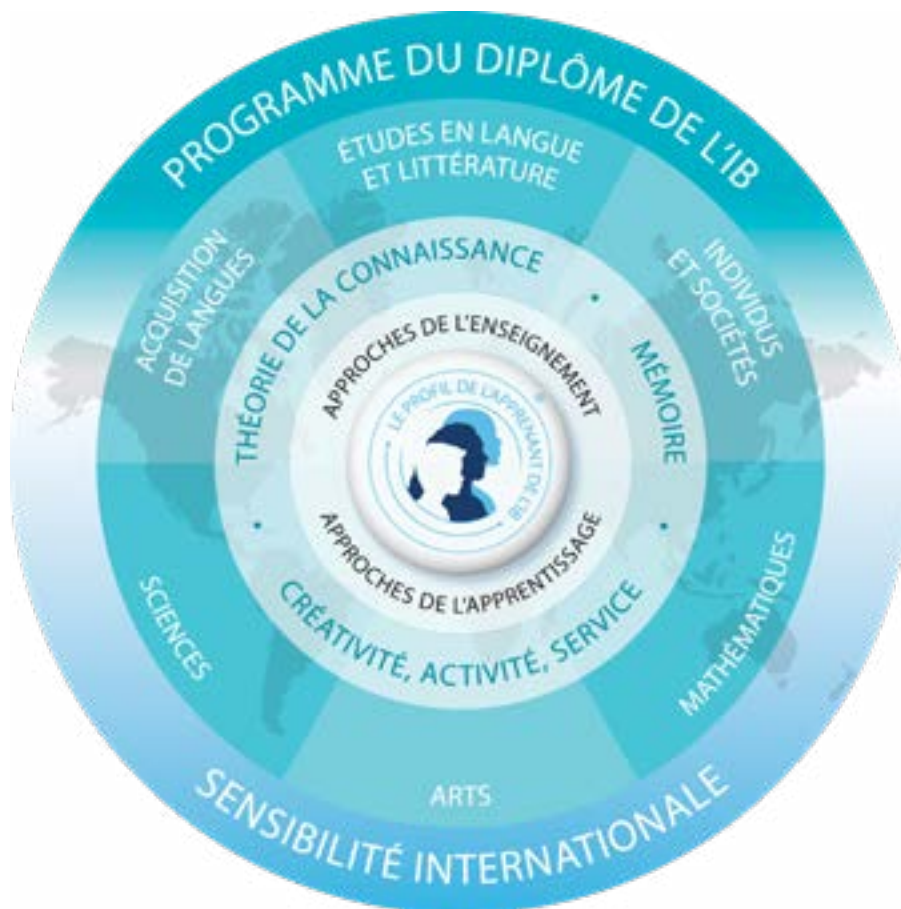 PROGRAMME DU DIPLÔME DE L'IB
ÉTUDES EN LANGUE
ET LITTÉRATURE
ACQUISITION
DE LANGUES
INDIVIDUS
ET SOCIÉTÉS
THÉORIE DE LA CONNAISSANCE
MÉMOIRE
APPROCHES DE L'ENSEIGNEMENT
LE PROFIL DE L'APPRENANT DE L'IB
APPROCHES DE L'APPRENTISSAGE
CRÉATIVITÉ, ACTIVITÉ, SERVICE
SCIENCES
MATHÉMATIQUES
ARTS
SENSIBILITÉ INTERNATIONALE